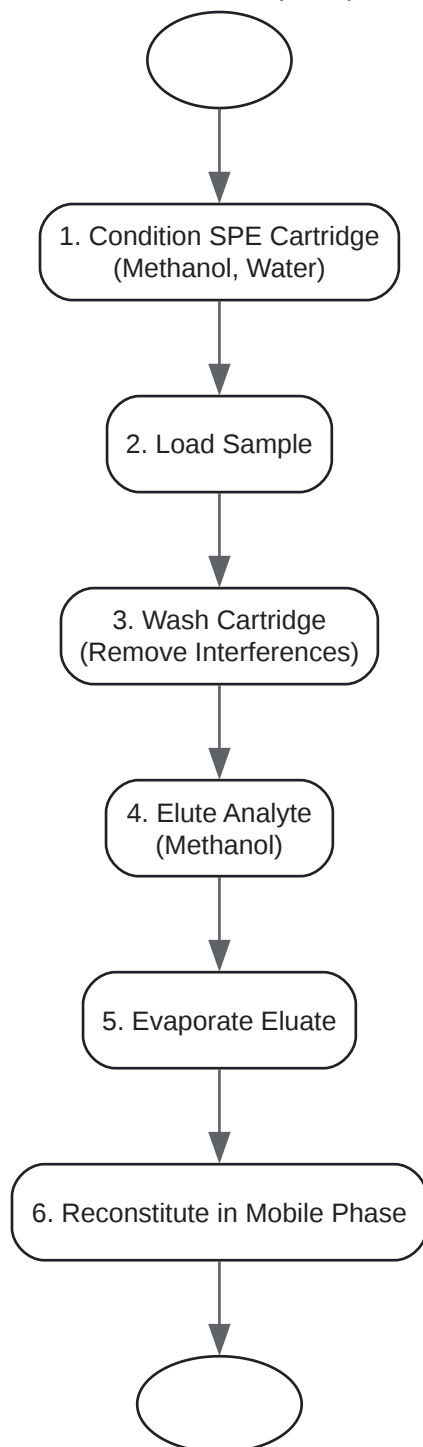 1. Condition SPE Cartridge
(Methanol, Water)
2. Load Sample
3. Wash Cartridge
(Remove Interferences)
4. Elute Analyte
(Methanol)
5. Evaporate Eluate
6. Reconstitute in Mobile Phase